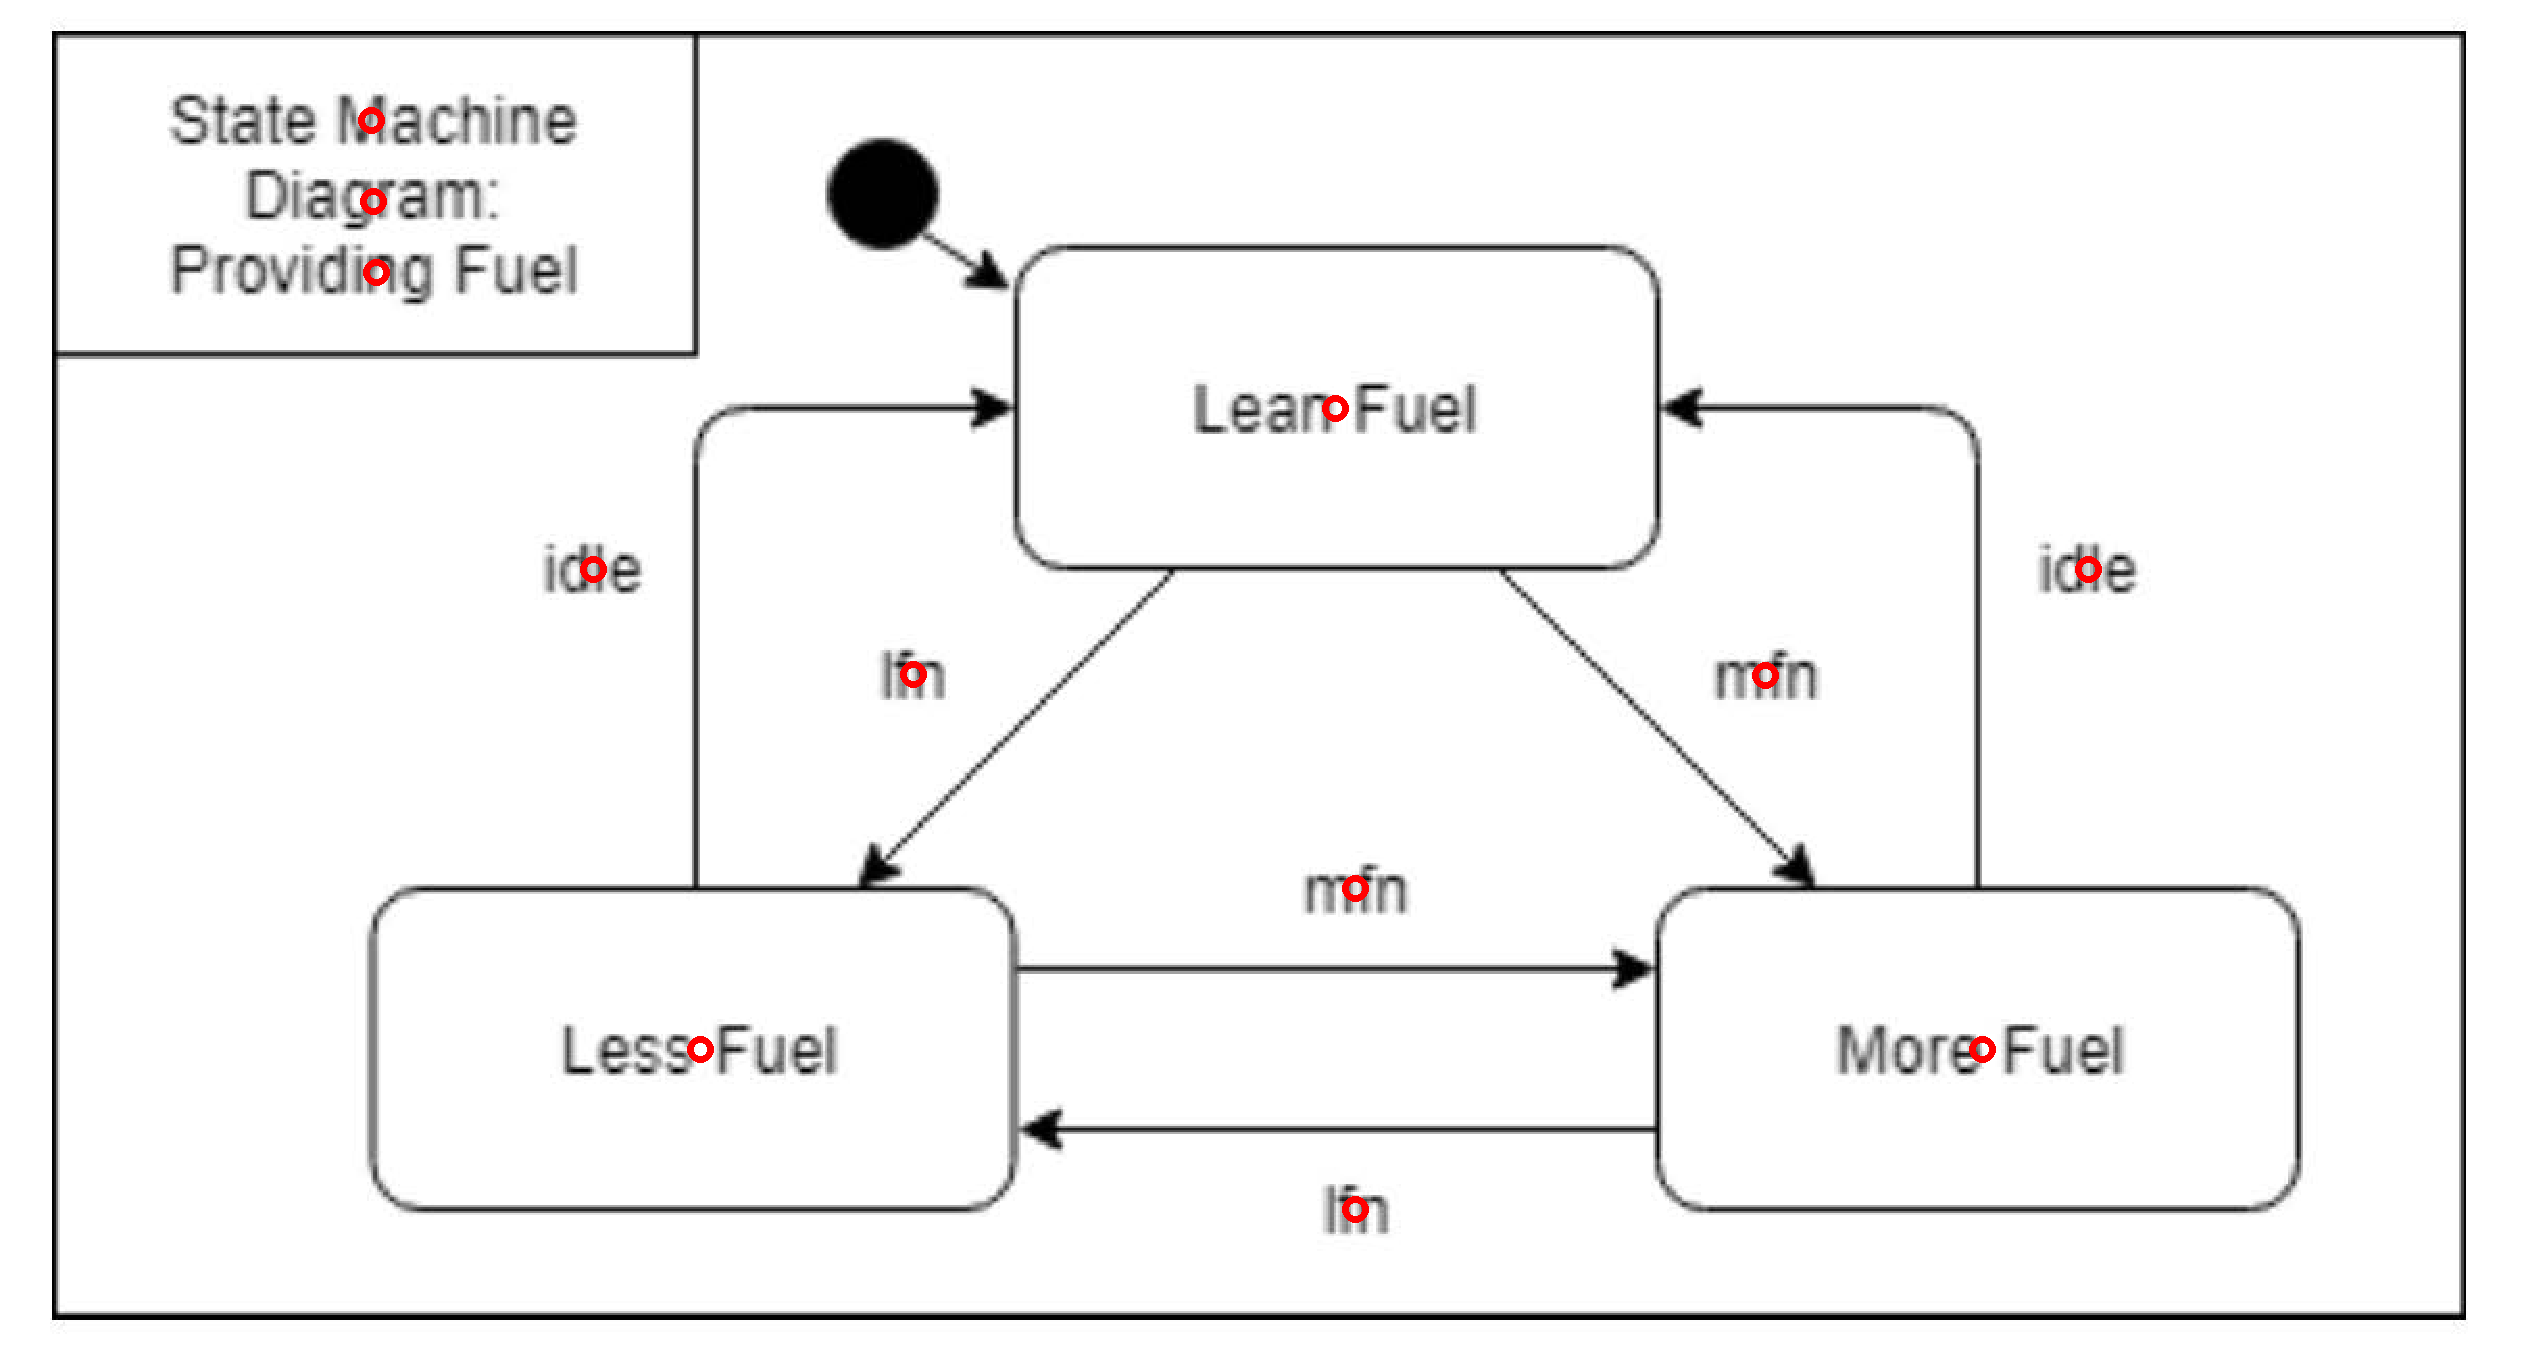 State Machine
Diagram:
Providing Fuel
Lean Fuel
idle
idle
lfn
mfn
mfn
Less Fuel
More Fuel
lfn